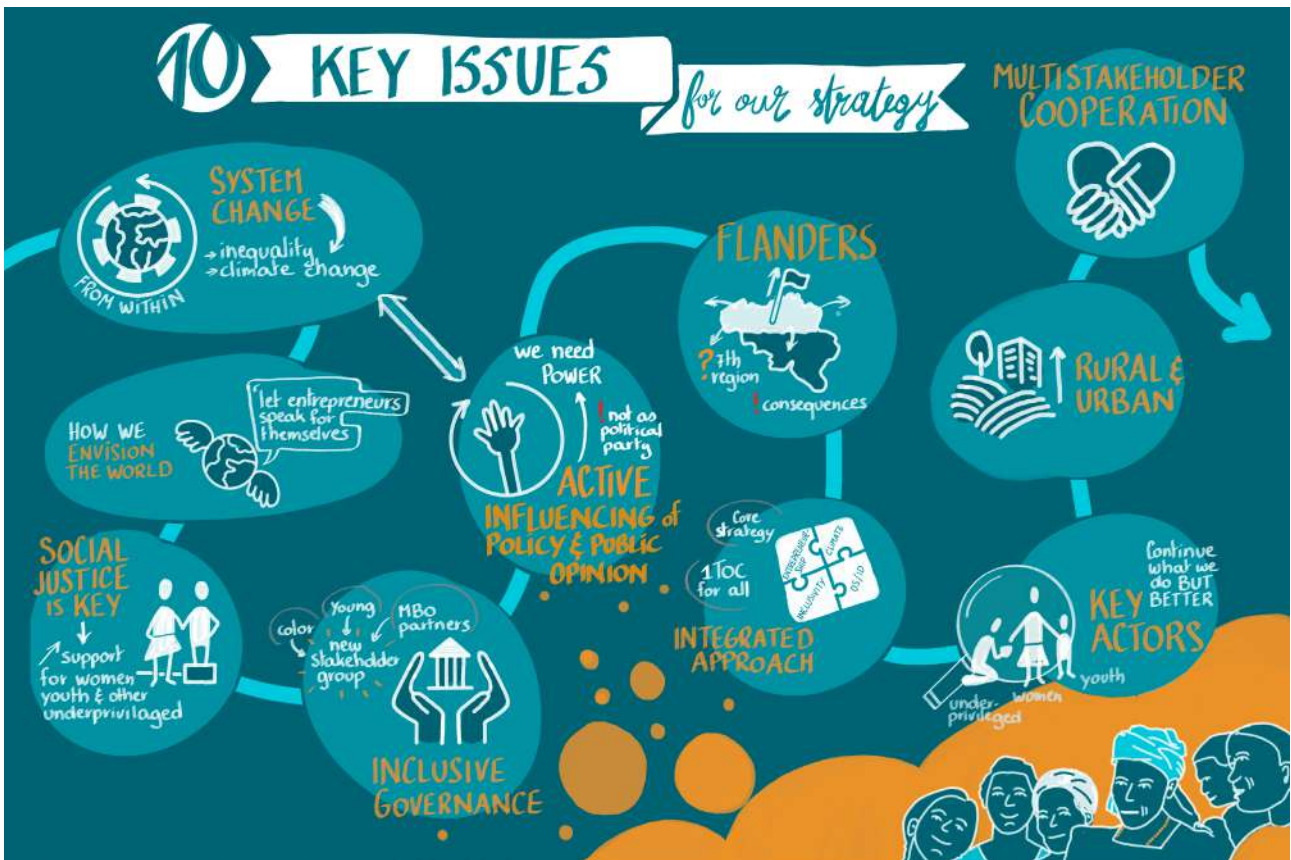 10 KEY ISSUES
for our strategy
SYSTEM
CHANGE
→ inequality
→ climate change
FROM WITHIN
HOW WE
ENVISION
THE WORLD
"let entrepreneurs
speak for
themselves
SOCIAL
JUSTICE
IS KEY
support
for women
youth & other
underprivilaged
color
Young
MBO
partners
new
stakeholder
group
INCLUSIVE
GOVERNANCE
we need
POWER
! not as
political
party
ACTIVE
INFLUENCING of
POLICY & PUBLIC
OPINION
FLANDERS
? 7th
region
! consequences
Core
strategy
1 TOC
for all
ENTREPRENEUR
SHIP
CLIMATE
INCLUSIVITY
OS/ID
INTEGRATED
APPROACH
Continue
what we
do BUT
BETTER
KEY
ACTORS
youth
women
under-
privileged
RURAL &
URBAN
MULTISTAKEHOLDER
COOPERATION